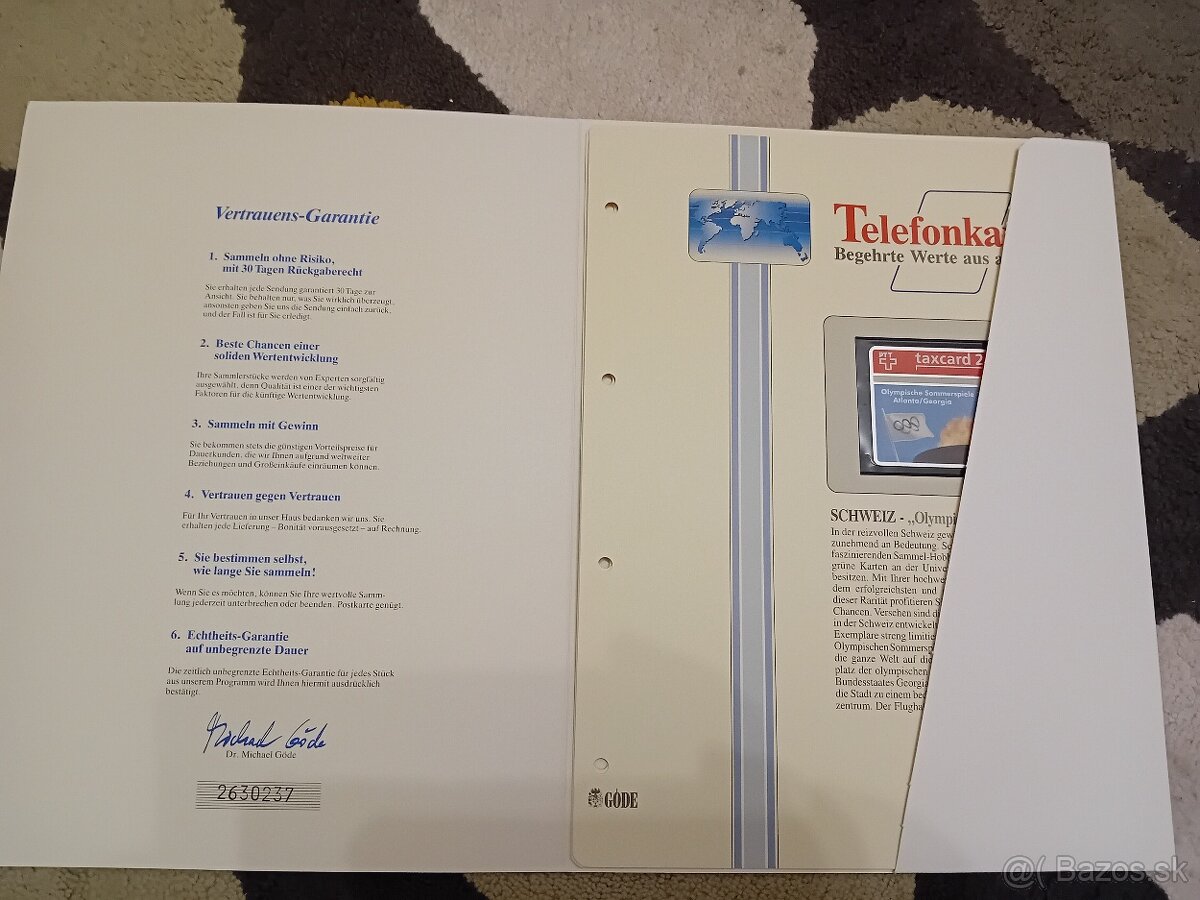 Vertrauens-Garantie
1. Sammeln ohne Risiko,
mit 30 Tagen Rückgaberecht
Sie erhalten jede Sendung garantiert 30 Tage zur
Ansicht. Sie behalten nur, was Sie wirklich überzeugt,
ansonsten geben Sie uns die Sendung einfach zurück,
und der Fall ist für Sie erledigt.
2. Beste Chancen einer
soliden Wertentwicklung
Ihre Sammlerstücke werden von Experten sorgfältig
ausgewählt, denn Qualität ist einer der wichtigsten
Faktoren für die künftige Wertentwicklung.
3. Sammeln mit Gewinn
Sie bekommen stets die günstigen Vorteilspreise für
Dauerkunden, die wir Ihnen aufgrund weltweiter
Beziehungen und Großeinkäufe einräumen können.
4. Vertrauen gegen Vertrauen
Für Ihr Vertrauen in unser Haus bedanken wir uns. Sie
erhalten jede Lieferung – Bonität vorausgesetzt – auf Rechnung.
5. Sie bestimmen selbst,
wie lange Sie sammeln!
Wenn Sie es möchten, können Sie Ihre wertvolle Samm-
lung jederzeit unterbrechen oder beenden. Postkarte genügt.
6. Echtheits-Garantie
auf unbegrenzte Dauer
Die zeitlich unbegrenzte Echtheits-Garantie für jedes Stück
aus unserem Programm wird Ihnen hiermit ausdrücklich
bestätigt.
Michael Göde
Dr. Michael Göde
2630237
Telefonka
Begehrte Werte aus a
PTT
taxcard 2
Olympische Sommerspiele
Atlanta/Georgia
SCHWEIZ - „Olympi
In der reizvollen Schweiz gew
zunehmend an Bedeutung. Se
faszinierenden Sammel-Hob
grüne Karten an der Unive
besitzen. Mit Ihrer hochwe
dem erfolgreichsten und
dieser Rarität profitieren S
Chancen. Versehen sind di
in der Schweiz entwickelt
Exemplare streng limitie
Olympischen Sommersp
die ganze Welt auf die
platz der olympischen
Bundesstaates Georgia
die Stadt zu einem be
zentrum. Der Flugha
GÖDE
@( Bazos.sk